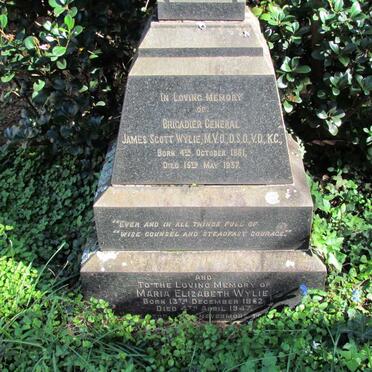 In Loving Memory
of
Brigadier General
James Scott Wylie, M.V.O., D.S.O., V.D., K.C.,
Born 4th October 1861,
Died 15th May 1937.
"Ever and in all things full of
"wise counsel and steadfast courage."
And
To the Loving Memory of
Maria Elizabeth Wylie
Born 13th December 1862
Died 4th April 1947